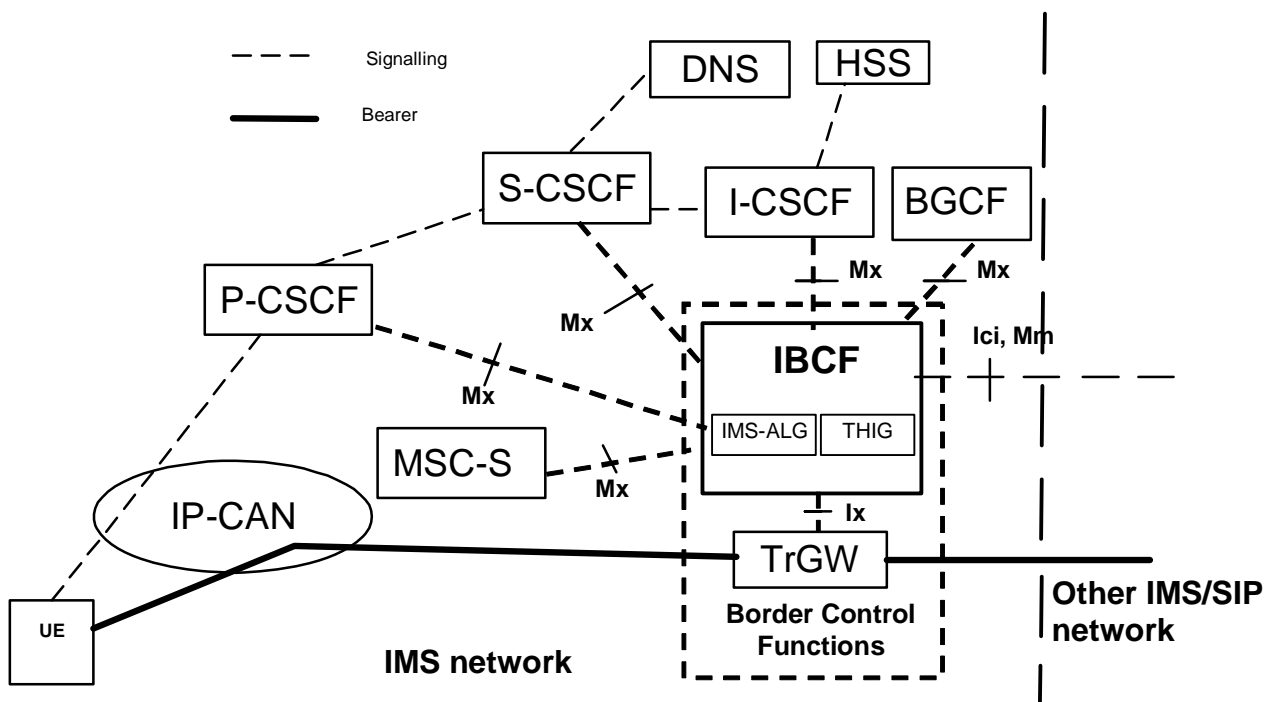 Signalling
DNS
HSS
Bearer
S-CSCF
I-CSCF
BGCF
P-CSCF
Mx
Mx
Mx
Ici, Mm
IBCF
Mx
IMS-ALG
THIG
MSC-S
Mx
IP-CAN
Ix
TrGW
UE
Border Control
Functions
Other IMS/SIP
network
IMS network